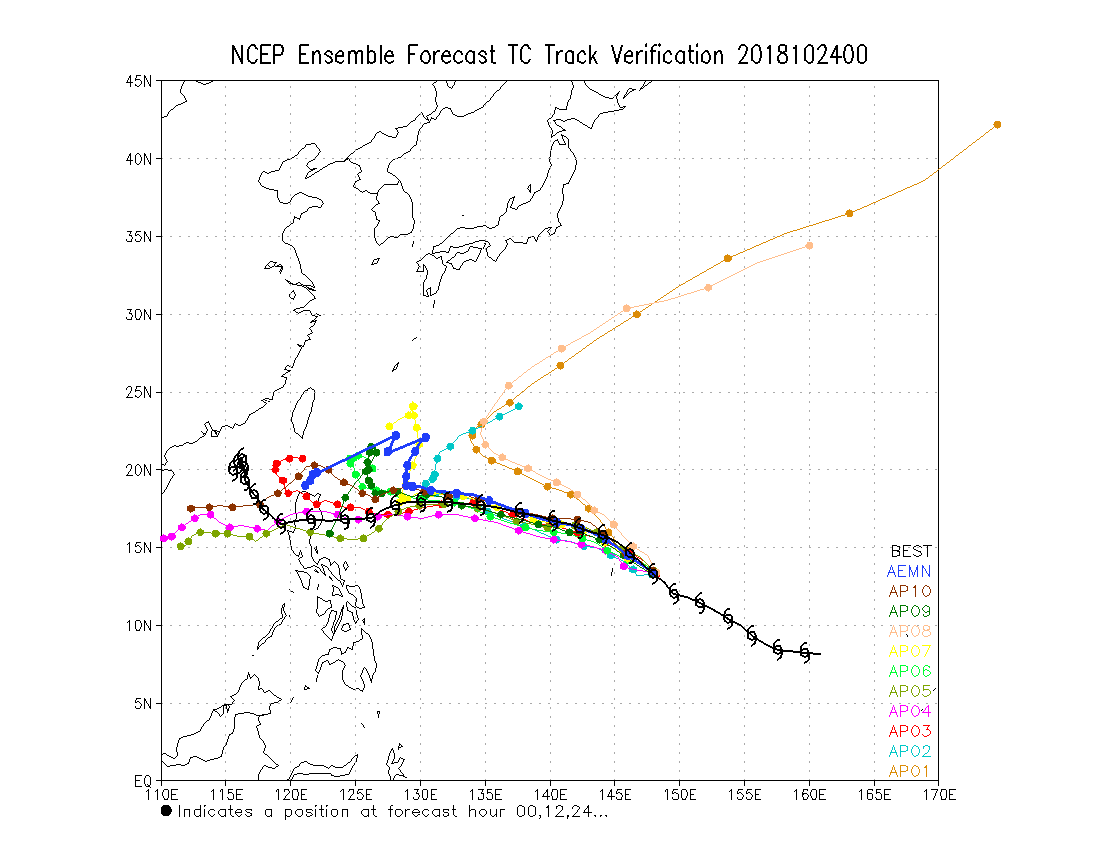 NCEP Ensemble Forecast TC Track Verification 2018102400
45N
40N
35N
30N
25N
20N
15N
10N
5N
EQ
BEST
AEMN
AP10
AP09
AP08
AP07
AP06
AP05
AP04
AP03
AP02
AP01
110E 115E 120E 125E 130E 135E 140E 145E 150E 155E 160E 165E 170E
Indicates a position at forecast hour 00,12,24...